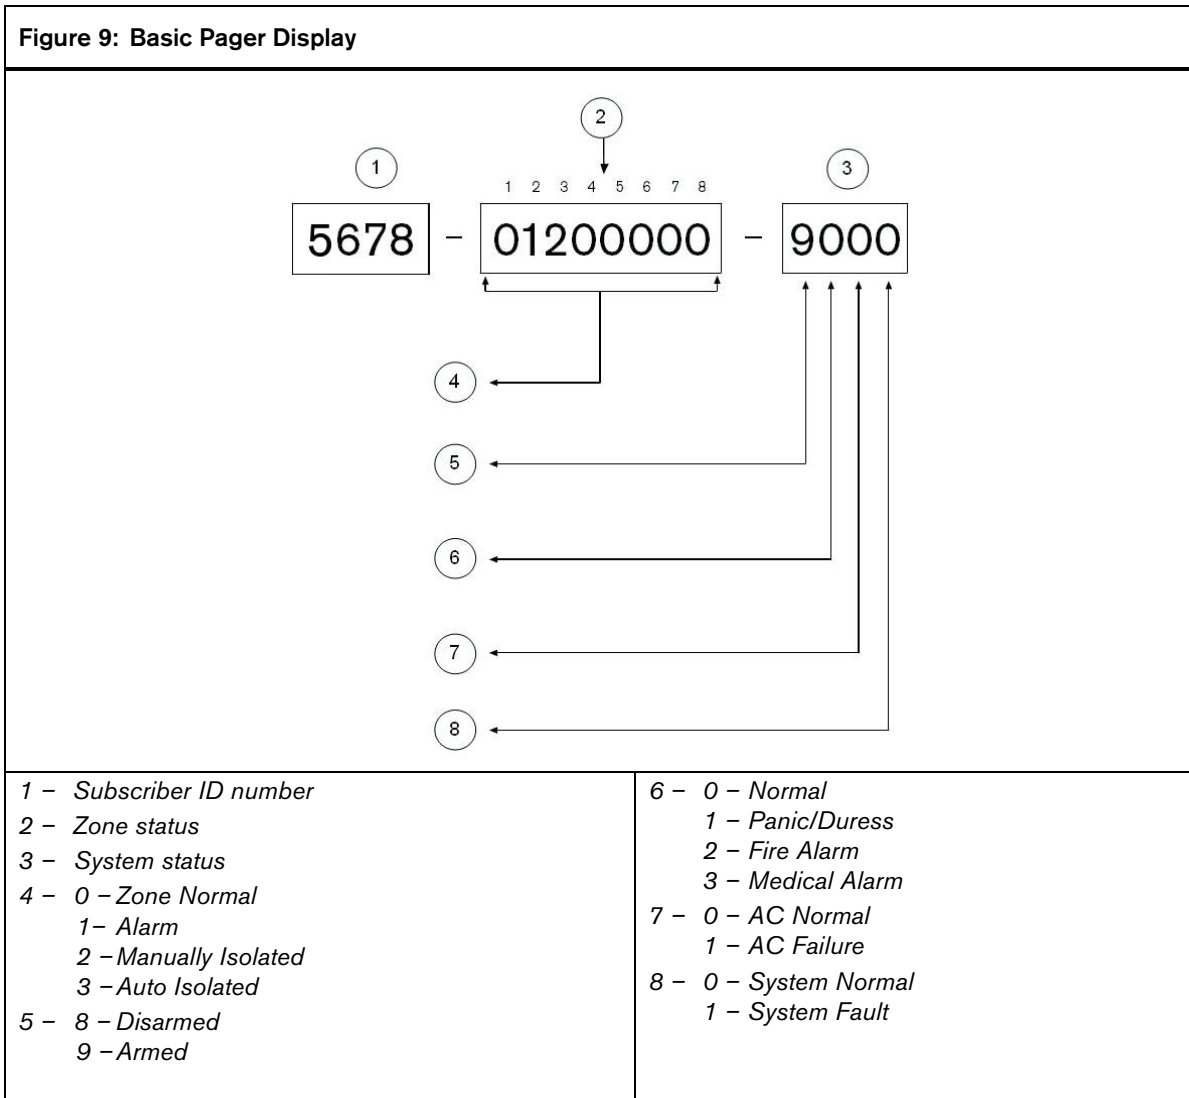 Figure 9: Basic Pager Display
2
1
3
1 2 3 4 5 6 7 8
5678 – 01200000 – 9000
4
5
6
7
8
1 – Subscriber ID number
2 – Zone status
3 – System status
4 – 0 – Zone Normal
1– Alarm
2 – Manually Isolated
3 – Auto Isolated
5 – 8 – Disarmed
9 – Armed
6 – 0 – Normal
1 – Panic/Duress
2 – Fire Alarm
3 – Medical Alarm
7 – 0 – AC Normal
1 – AC Failure
8 – 0 – System Normal
1 – System Fault